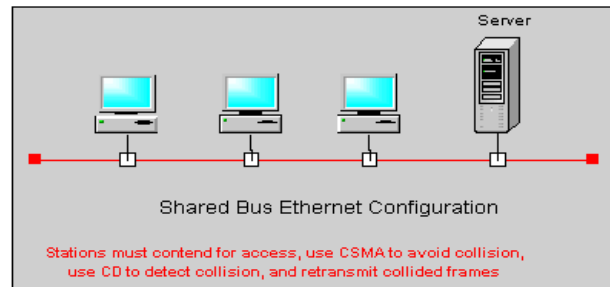 Server
Shared Bus Ethernet Configuration
Stations must contend for access, use CSMA to avoid collision,
use CD to detect collision, and retransmit collided frames